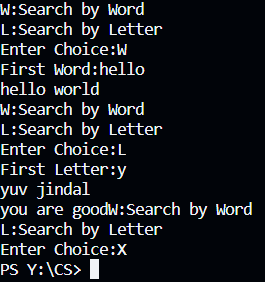 W:Search by Word
L:Search by Letter
Enter Choice:W
First Word:hello
hello world
W:Search by Word
L:Search by Letter
Enter Choice:L
First Letter:y
yuv jindal
you are goodW:Search by Word
L:Search by Letter
Enter Choice:X
PS Y:\CS>